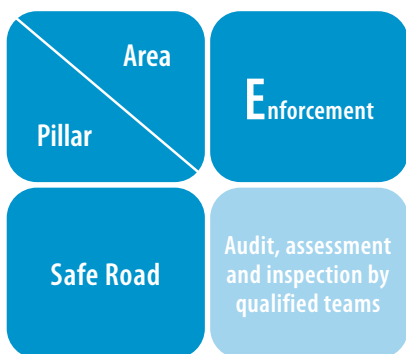 Area
Pillar
Enforcement
Safe Road
Audit, assessment
and inspection by
qualified teams